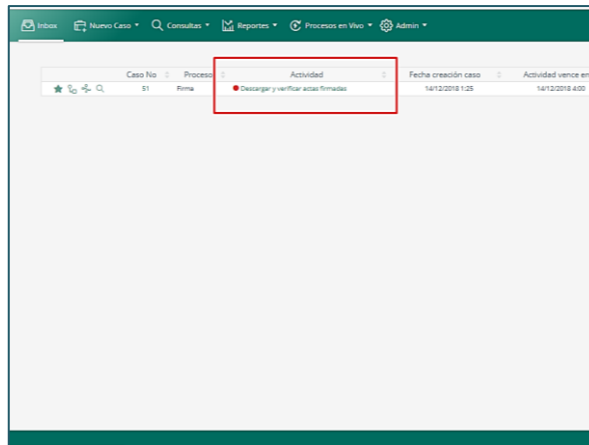 Inbox Nuevo Caso Consultas Reportes Procesos en Vivo Admin
Caso No Proceso Actividad Fecha creación caso Actividad vence en
51 Firma Descargar y verificar actas firmadas 14/12/2018 1:25 14/12/2018 4:00